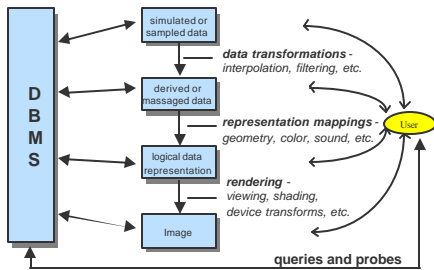 simulated or
sampled data
data transformations -
interpolation, filtering, etc.
D
B
M
S
derived or
massaged data
User
representation mappings -
geometry, color, sound, etc.
logical data
representation
rendering -
viewing, shading,
device transforms, etc.
Image
queries and probes